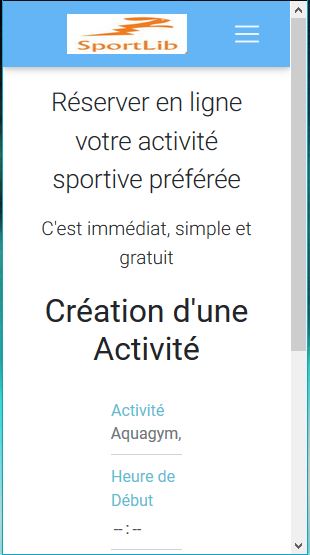 SportLib
Réserver en ligne
votre activité
sportive préférée
C'est immédiat, simple et
gratuit
Création d'une
Activité
Activité
Aquagym,
Heure de
Début
--:--